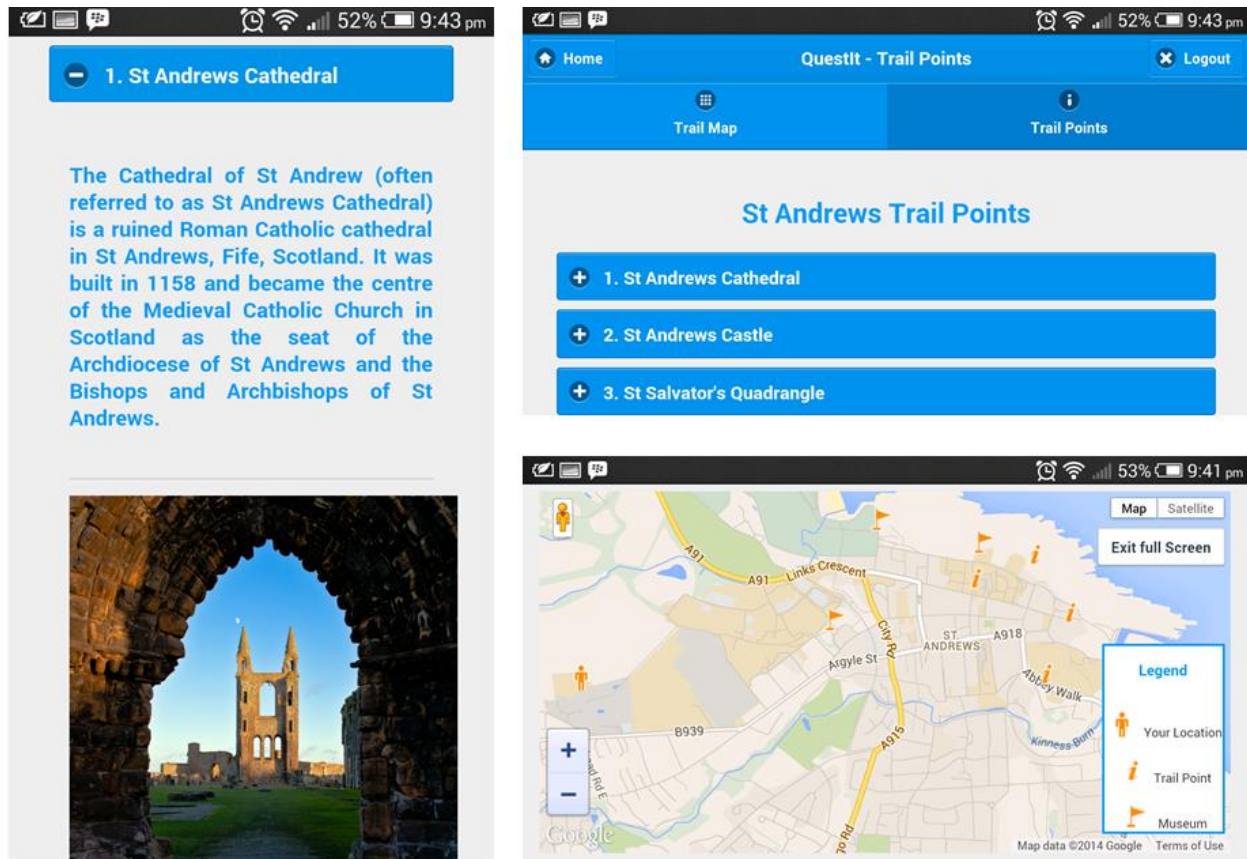 52% 9:43 pm
1. St Andrews Cathedral
The Cathedral of St Andrew (often
referred to as St Andrews Cathedral)
is a ruined Roman Catholic cathedral
in St Andrews, Fife, Scotland. It was
built in 1158 and became the centre
of the Medieval Catholic Church in
Scotland as the seat of the
Archdiocese of St Andrews and the
Bishops and Archbishops of St
Andrews.
52% 9:43 pm
Home
QuestIt - Trail Points
Logout
Trail Map
Trail Points
St Andrews Trail Points
1. St Andrews Cathedral
2. St Andrews Castle
3. St Salvator's Quadrangle
53% 9:41 pm
Map
Satellite
Exit full Screen
A91
A91
Links Crescent
City Rd
ST.
ANDREWS
A918
Argyle St
Abbey Walk
B939
A915
Kinness Burn
Legend
Your Location
Trail Point
Museum
+
−
Rd E
go Rd
Google
Map data ©2014 Google
Terms of Use